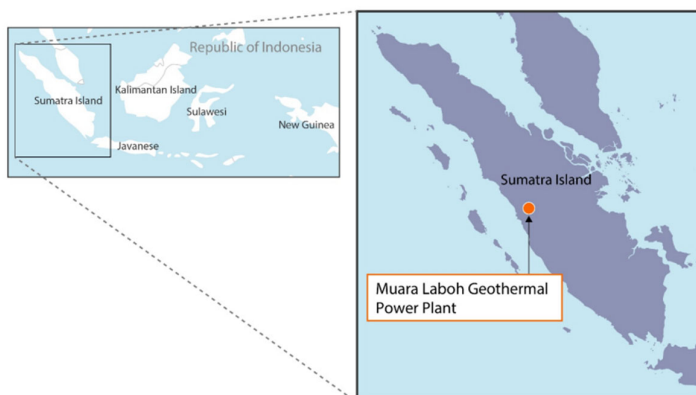 Republic of Indonesia
Sumatra Island
Kalimantan Island
Sulawesi
New Guinea
Javanese
Sumatra Island
Muara Laboh Geothermal
Power Plant